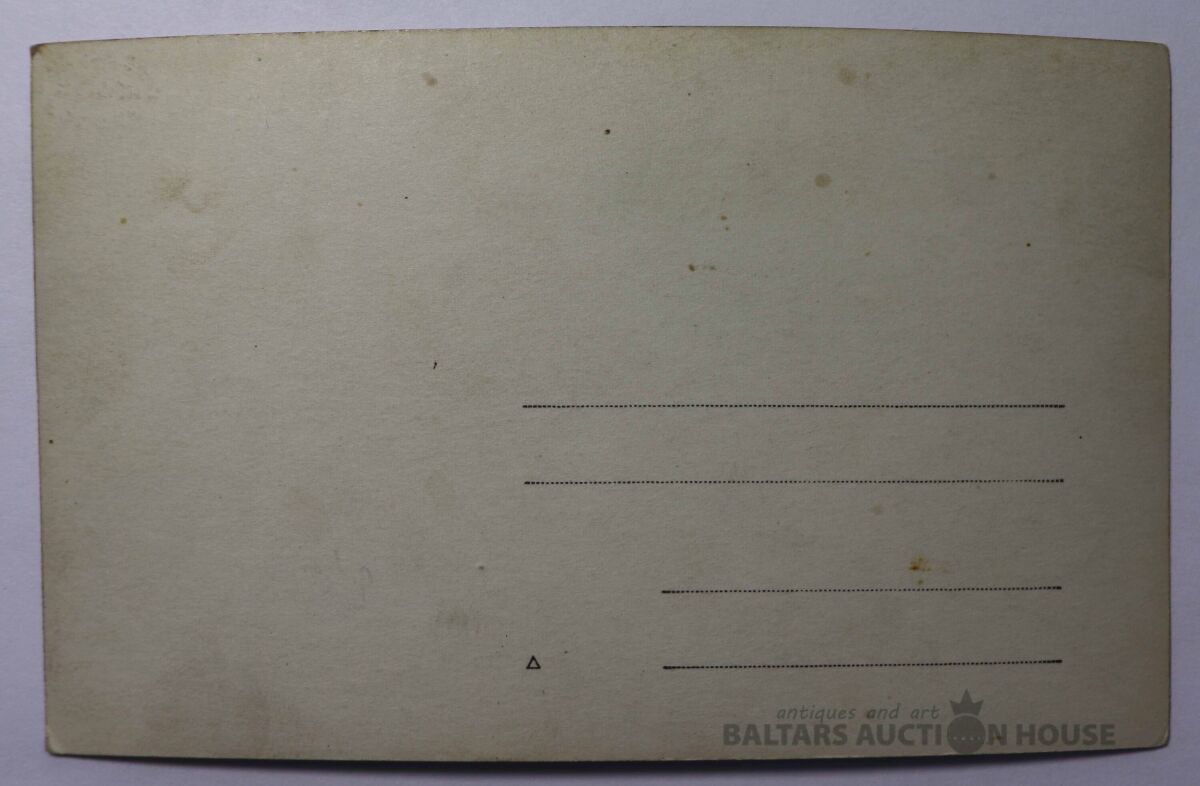 antiques and art
BALTARS AUCTION HOUSE